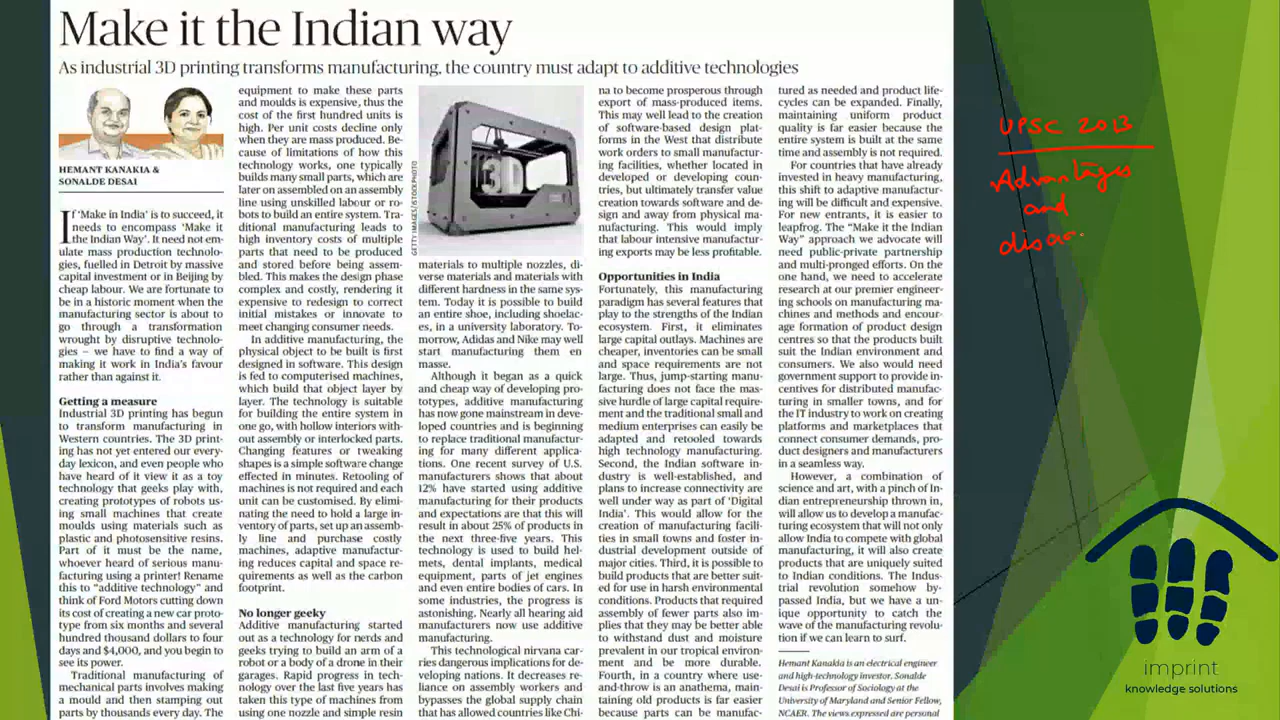 Make it the Indian way
As industrial 3D printing transforms manufacturing, the country must adapt to additive technologies
HEMANT KANAKIA &
SONALDE DESAI
If 'Make in India' is to succeed, it
needs to encompass 'Make it
the Indian Way'. It need not em-
ulate mass production technolo-
gies, fuelled in Detroit by massive
capital investment or in Beijing by
cheap labour. We are fortunate to
be in a historic moment when the
manufacturing sector is about to
go through a transformation
wrought by disruptive technolo-
gies – we have to find a way of
making it work in India's favour
rather than against it.
Getting a measure
Industrial 3D printing has begun
to transform manufacturing in
Western countries. The 3D print-
ing has not yet entered our every-
day lexicon, and even people who
have heard of it view it as a toy
technology that geeks play with,
creating prototypes of robots us-
ing small machines that create
moulds using materials such as
plastic and photosensitive resins.
Part of it must be the name,
whoever heard of serious manu-
facturing using a printer! Rename
this to "additive technology" and
think of Ford Motors cutting down
its cost of creating a new car proto-
type from six months and several
hundred thousand dollars to four
days and $4,000, and you begin to
see its power.
Traditional manufacturing of
mechanical parts involves making
a mould and then stamping out
parts by thousands every day. The
equipment to make these parts
and moulds is expensive, thus the
cost of the first hundred units is
high. Per unit costs decline only
when they are mass produced. Be-
cause of limitations of how this
technology works, one typically
builds many small parts, which are
later on assembled on an assembly
line using unskilled labour or ro-
bots to build an entire system. Tra-
ditional manufacturing leads to
high inventory costs of multiple
parts that need to be produced
and stored before being assem-
bled. This makes the design phase
complex and costly, rendering it
expensive to redesign to correct
initial mistakes or innovate to
meet changing consumer needs.
In additive manufacturing, the
physical object to be built is first
designed in software. This design
is fed to computerised machines,
which build that object layer by
layer. The technology is suitable
for building the entire system in
one go, with hollow interiors with-
out assembly or interlocked parts.
Changing features or tweaking
shapes is a simple software change
effected in minutes. Retooling of
machines is not required and each
unit can be customised. By elimi-
nating the need to hold a large in-
ventory of parts, set up an assemb-
ly line and purchase costly
machines, adaptive manufactur-
ing reduces capital and space re-
quirements as well as the carbon
footprint.
No longer geeky
Additive manufacturing started
out as a technology for nerds and
geeks trying to build an arm of a
robot or a body of a drone in their
garages. Rapid progress in tech-
nology over the last five years has
taken this type of machines from
using one nozzle and simple resin
3D
GETTY IMAGES/ISTOCKPHOTO
materials to multiple nozzles, di-
verse materials and materials with
different hardness in the same sys-
tem. Today it is possible to build
an entire shoe, including shoelac-
es, in a university laboratory. To-
morrow, Adidas and Nike may well
start manufacturing them en
masse.
Although it began as a quick
and cheap way of developing pro-
totypes, additive manufacturing
has now gone mainstream in deve-
loped countries and is beginning
to replace traditional manufactur-
ing for many different applica-
tions. One recent survey of U.S.
manufacturers shows that about
12% have started using additive
manufacturing for their products
and expectations are that this will
result in about 25% of products in
the next three-five years. This
technology is used to build hel-
mets, dental implants, medical
equipment, parts of jet engines
and even entire bodies of cars. In
some industries, the progress is
astonishing. Nearly all hearing aid
manufacturers now use additive
manufacturing.
This technological nirvana car-
ries dangerous implications for de-
veloping nations. It decreases re-
liance on assembly workers and
bypasses the global supply chain
that has allowed countries like Chi-
na to become prosperous through
export of mass-produced items.
This may well lead to the creation
of software-based design plat-
forms in the West that distribute
work orders to small manufactur-
ing facilities, whether located in
developed or developing coun-
tries, but ultimately transfer value
creation towards software and de-
sign and away from physical ma-
nufacturing. This would imply
that labour intensive manufactur-
ing exports may be less profitable.
Opportunities in India
Fortunately, this manufacturing
paradigm has several features that
play to the strengths of the Indian
ecosystem. First, it eliminates
large capital outlays. Machines are
cheaper, inventories can be small
and space requirements are not
large. Thus, jump-starting manu-
facturing does not face the mas-
sive hurdle of large capital require-
ment and the traditional small and
medium enterprises can easily be
adapted and retooled towards
high technology manufacturing.
Second, the Indian software in-
dustry is well-established, and
plans to increase connectivity are
well under way as part of 'Digital
India'. This would allow for the
creation of manufacturing facili-
ties in small towns and foster in-
dustrial development outside of
major cities. Third, it is possible to
build products that are better suit-
ed for use in harsh environmental
conditions. Products that required
assembly of fewer parts also im-
plies that they may be better able
to withstand dust and moisture
prevalent in our tropical environ-
ment and be more durable.
Fourth, in a country where use-
and-throw is an anathema, main-
taining old products is far easier
because parts can be manufac-
tured as needed and product life-
cycles can be expanded. Finally,
maintaining uniform product
quality is far easier because the
entire system is built at the same
time and assembly is not required.
For countries that have already
invested in heavy manufacturing,
this shift to adaptive manufactur-
ing will be difficult and expensive.
For new entrants, it is easier to
leapfrog. The "Make it the Indian
Way" approach we advocate will
need public-private partnership
and multi-pronged efforts. On the
one hand, we need to accelerate
research at our premier engineer-
ing schools on manufacturing ma-
chines and methods and encour-
age formation of product design
centres so that the products built
suit the Indian environment and
consumers. We also would need
government support to provide in-
centives for distributed manufac-
turing in smaller towns, and for
the IT industry to work on creating
platforms and marketplaces that
connect consumer demands, pro-
duct designers and manufacturers
in a seamless way.
However, a combination of
science and art, with a pinch of In-
dian entrepreneurship thrown in,
will allow us to develop a manufac-
turing ecosystem that will not only
allow India to compete with global
manufacturing, it will also create
products that are uniquely suited
to Indian conditions. The Indus-
trial revolution somehow by-
passed India, but we have a un-
ique opportunity to catch the
wave of the manufacturing revolu-
tion if we can learn to surf.
Hemant Kanakia is an electrical engineer
and high-technology investor. Sonalde
Desai is Professor of Sociology at the
University of Maryland and Senior Fellow,
NCAER. The views expressed are personal
UPSC 2013
Advantages
and
disa
imprint
knowledge solutions